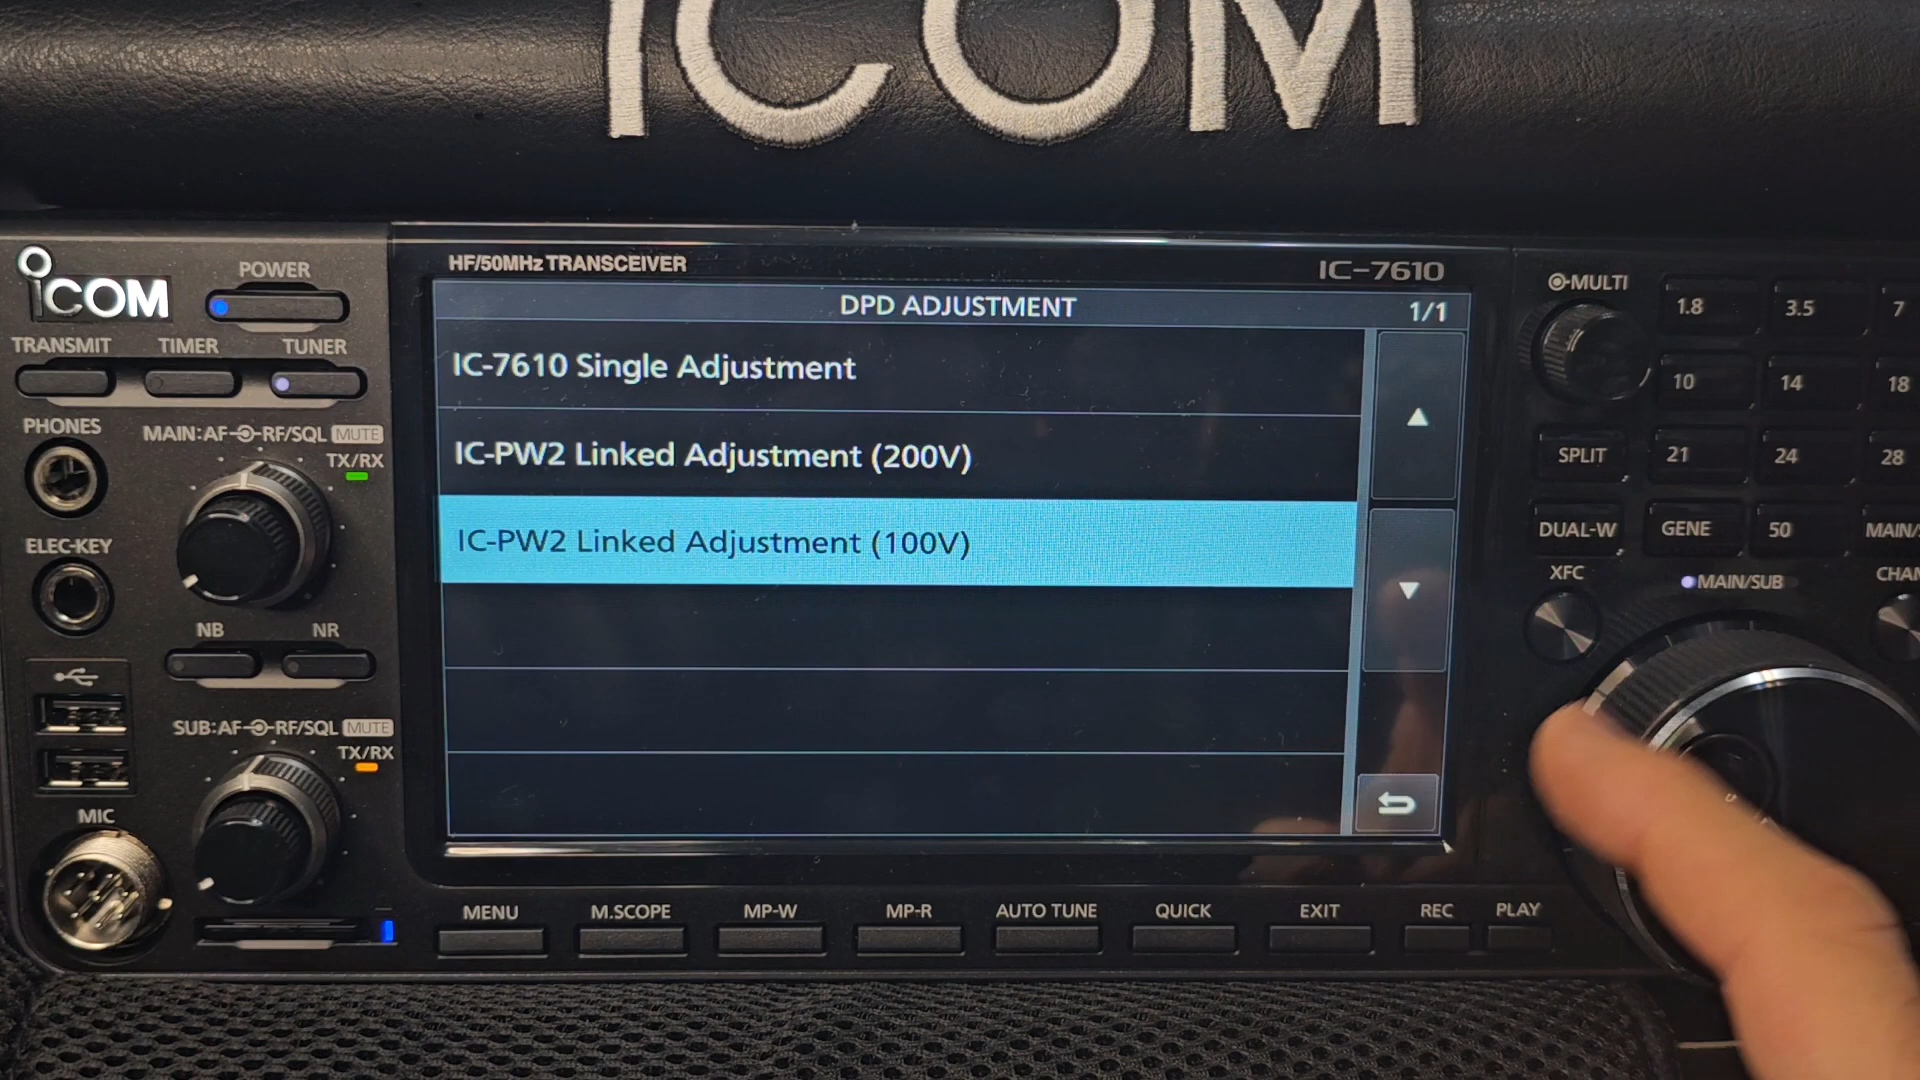 ICOM
HF/50MHz TRANSCEIVER
IC-7610
DPD ADJUSTMENT
1/1
IC-7610 Single Adjustment
IC-PW2 Linked Adjustment (200V)
IC-PW2 Linked Adjustment (100V)
ICOM
POWER
TRANSMIT
TIMER
TUNER
PHONES
MAIN:AF RF/SQL MUTE
TX/RX
ELEC-KEY
NB
NR
SUB:AF RF/SQL MUTE
TX/RX
MIC
MENU
M.SCOPE
MP-W
MP-R
AUTO TUNE
QUICK
EXIT
REC
PLAY
MULTI
1.8
3.5
7
10
14
18
SPLIT
21
24
28
DUAL-W
GENE
50
MAIN/
XFC
MAIN/SUB